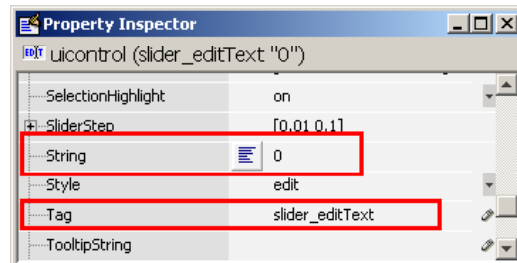 Property Inspector
EDIT uicontrol (slider_editText "0")
SelectionHighlight on
SliderStep [0.01 0.1]
String 0
Style edit
Tag slider_editText
TooltipString